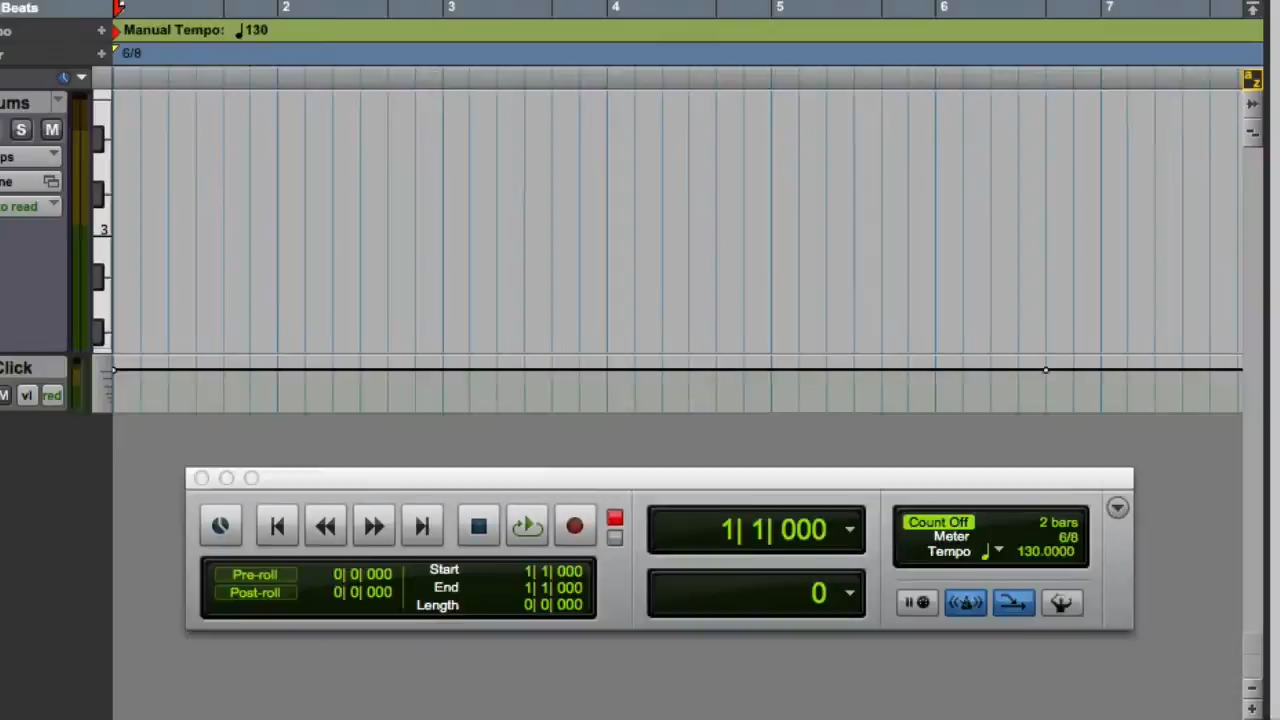 Beats
2
3
4
5
6
7
Manual Tempo: ♩130
6/8
ums
S M
ps
ne
o read
3
Click
M vl red
a z
Pre-roll 0| 0| 000
Post-roll 0| 0| 000
Start 1| 1| 000
End 1| 1| 000
Length 0| 0| 000
1| 1| 000
0
Count Off 2 bars
Meter 6/8
Tempo ♩ 130.0000